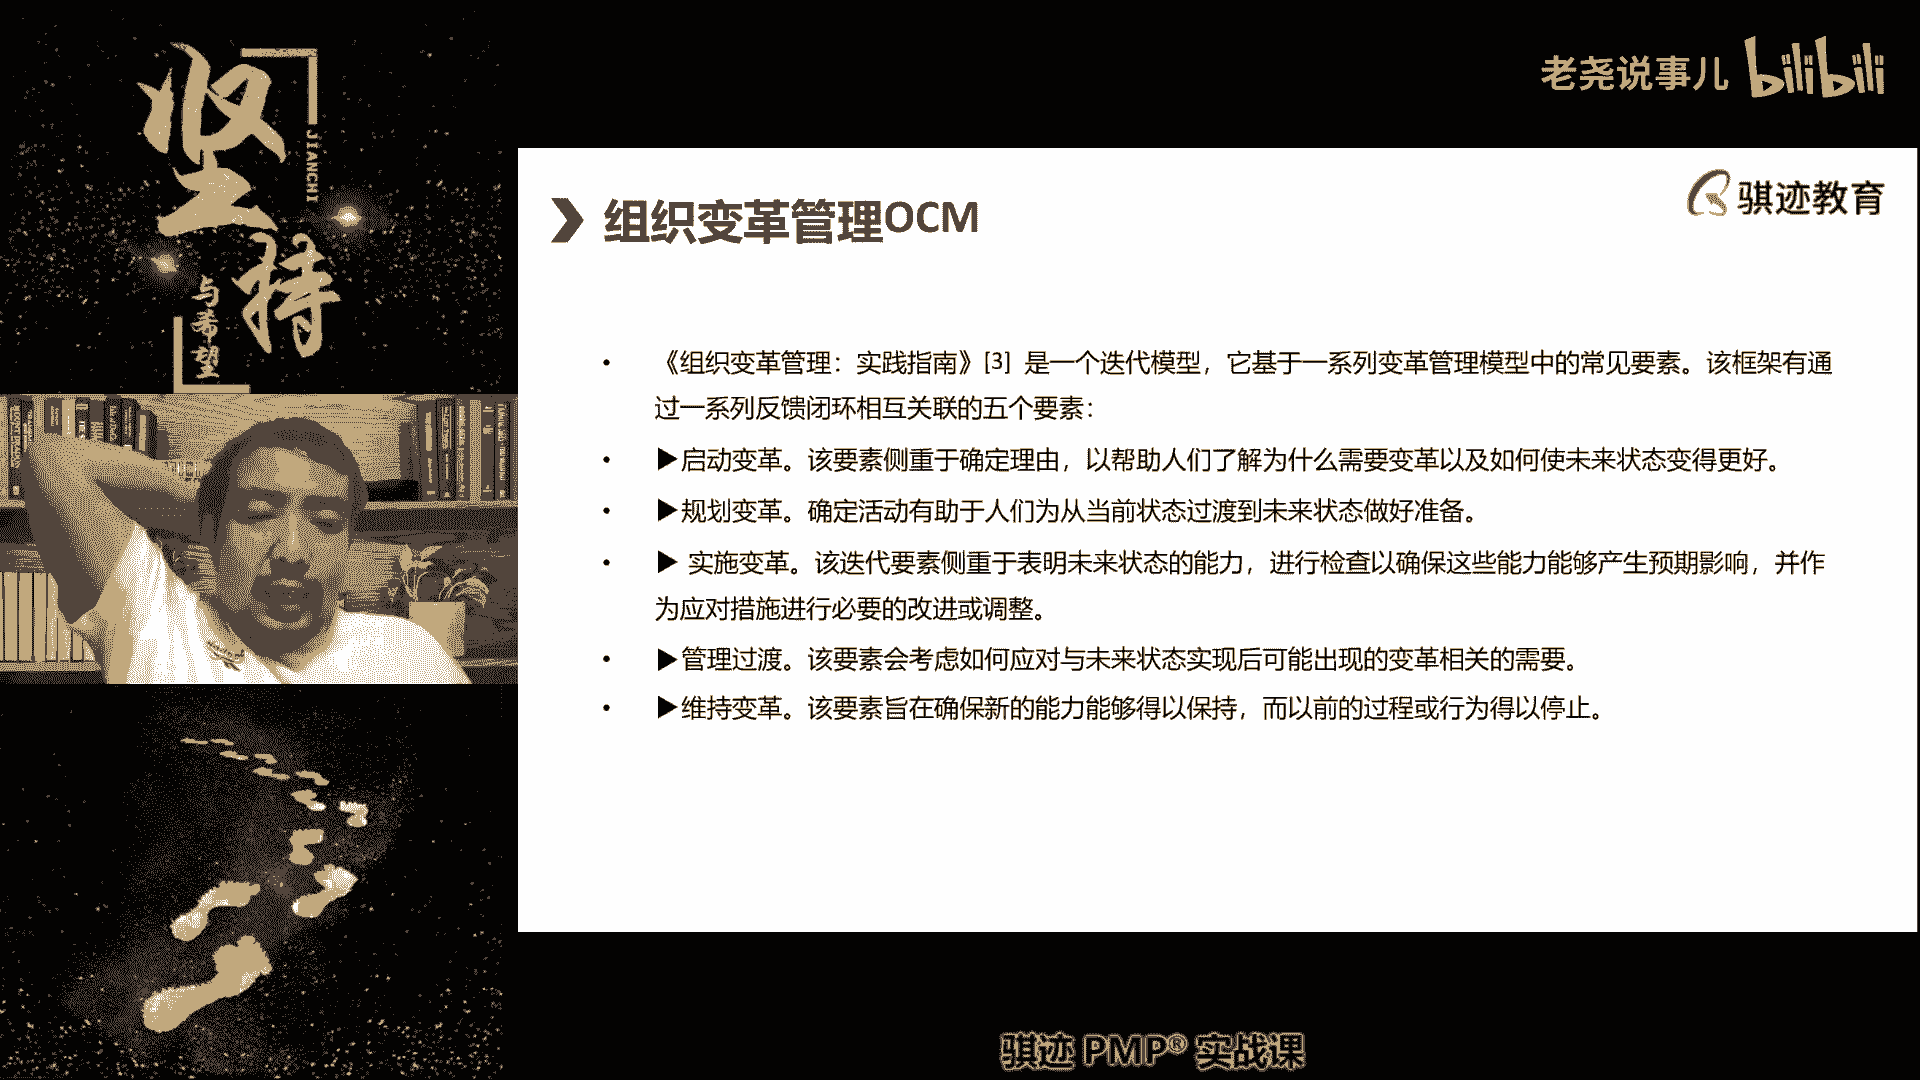 坚持
JIANCHI
与希望
老尧说事儿 bilibili
骐迹教育
组织变革管理OCM
• 《组织变革管理：实践指南》[3] 是一个迭代模型，它基于一系列变革管理模型中的常见要素。该框架有通
过一系列反馈闭环相互关联的五个要素：
• ▶启动变革。该要素侧重于确定理由，以帮助人们了解为什么需要变革以及如何使未来状态变得更好。
• ▶规划变革。确定活动有助于人们为从当前状态过渡到未来状态做好准备。
• ▶ 实施变革。该迭代要素侧重于表明未来状态的能力，进行检查以确保这些能力能够产生预期影响，并作
为应对措施进行必要的改进或调整。
• ▶管理过渡。该要素会考虑如何应对与未来状态实现后可能出现的变革相关的需要。
• ▶维持变革。该要素旨在确保新的能力能够得以保持，而以前的过程或行为得以停止。
骐迹 PMP® 实战课